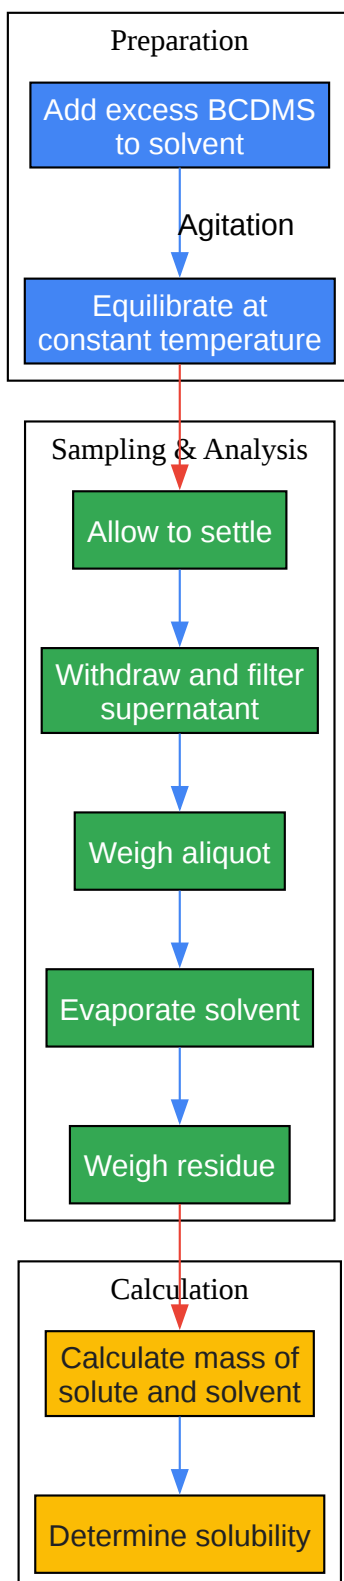 Preparation
Add excess BCDMS
to solvent
Agitation
Equilibrate at
constant temperature
Sampling & Analysis
Allow to settle
Withdraw and filter
supernatant
Weigh aliquot
Evaporate solvent
Weigh residue
Calculation
Calculate mass of
solute and solvent
Determine solubility